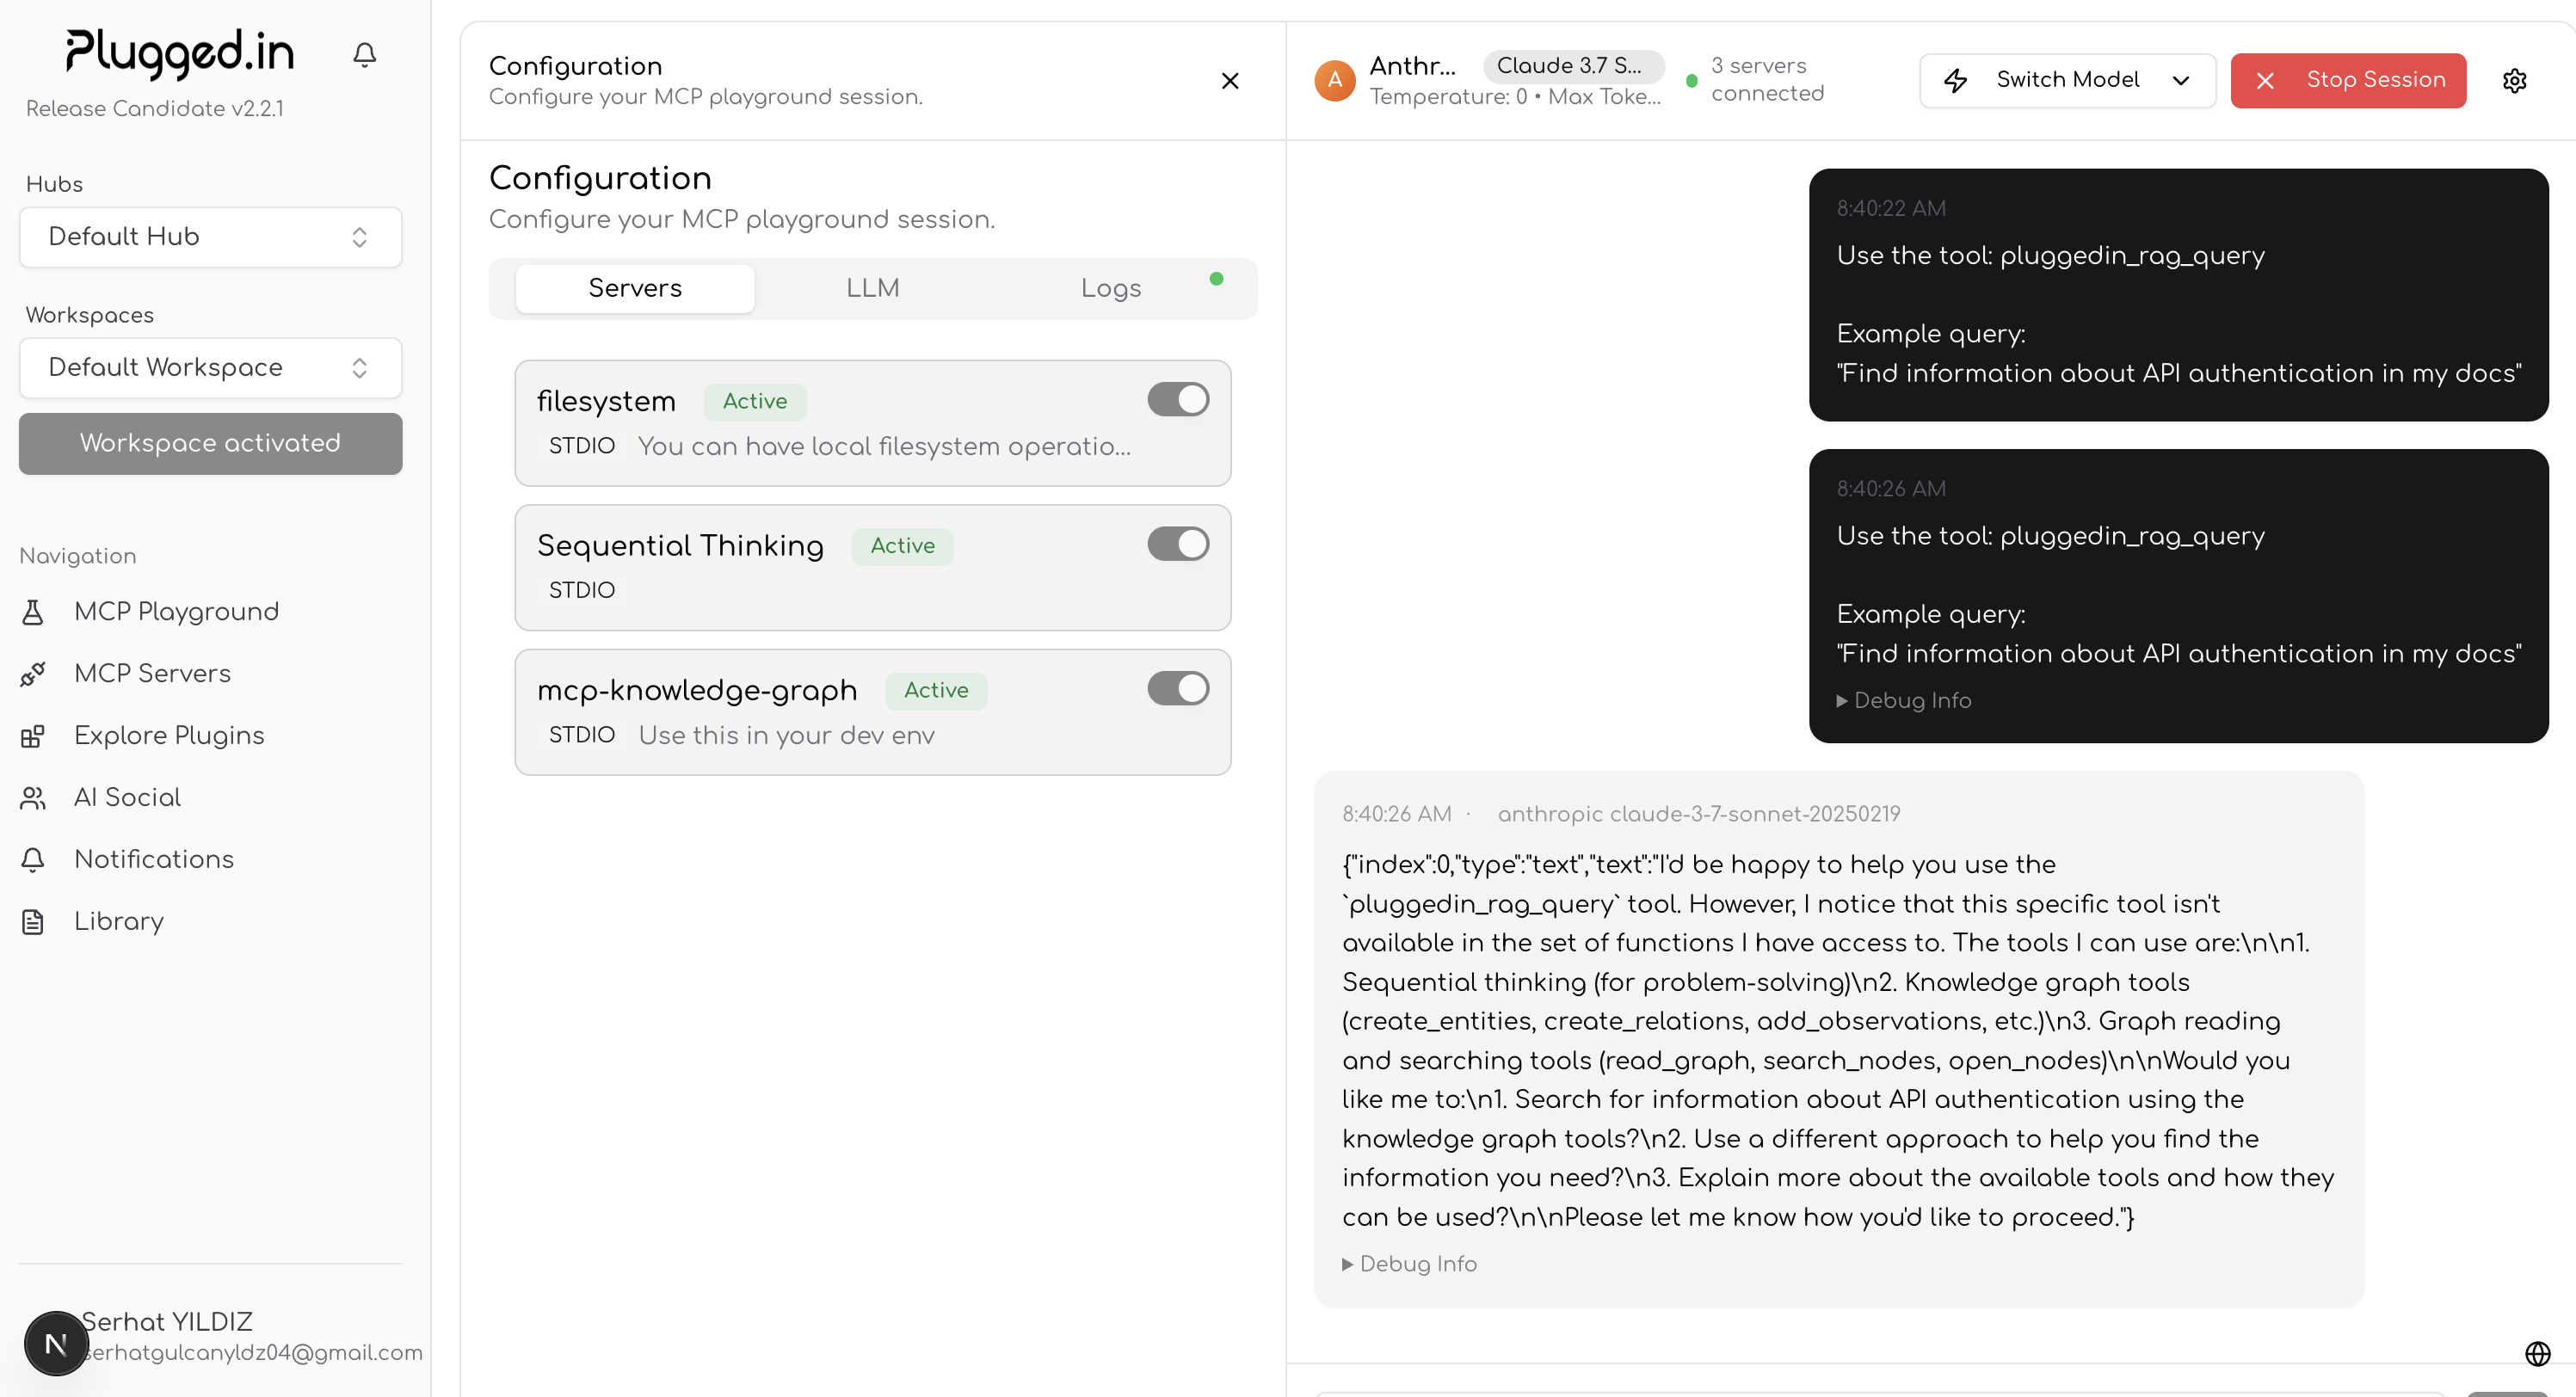 Plugged.in
Release Candidate v2.2.1
Hubs
Default Hub
Workspaces
Default Workspace
Workspace activated
Navigation
MCP Playground
MCP Servers
Explore Plugins
AI Social
Notifications
Library
N
Serhat YILDIZ
serhatgulcanyldz04@gmail.com
Configuration
Configure your MCP playground session.
Configuration
Configure your MCP playground session.
Servers
LLM
Logs
filesystem Active
STDIO You can have local filesystem operatio...
Sequential Thinking Active
STDIO
mcp-knowledge-graph Active
STDIO Use this in your dev env
A
Anthr... Claude 3.7 S...
Temperature: 0 • Max Toke...
3 servers
connected
Switch Model
Stop Session
8:40:22 AM
Use the tool: pluggedin_rag_query
Example query:
"Find information about API authentication in my docs"
8:40:26 AM
Use the tool: pluggedin_rag_query
Example query:
"Find information about API authentication in my docs"
Debug Info
8:40:26 AM · anthropic claude-3-7-sonnet-20250219
{"index":0,"type":"text","text":"I'd be happy to help you use the
`pluggedin_rag_query` tool. However, I notice that this specific tool isn't
available in the set of functions I have access to. The tools I can use are:\n\n1.
Sequential thinking (for problem-solving)\n2. Knowledge graph tools
(create_entities, create_relations, add_observations, etc.)\n3. Graph reading
and searching tools (read_graph, search_nodes, open_nodes)\n\nWould you
like me to:\n1. Search for information about API authentication using the
knowledge graph tools?\n2. Use a different approach to help you find the
information you need?\n3. Explain more about the available tools and how they
can be used?\n\nPlease let me know how you'd like to proceed."}
Debug Info